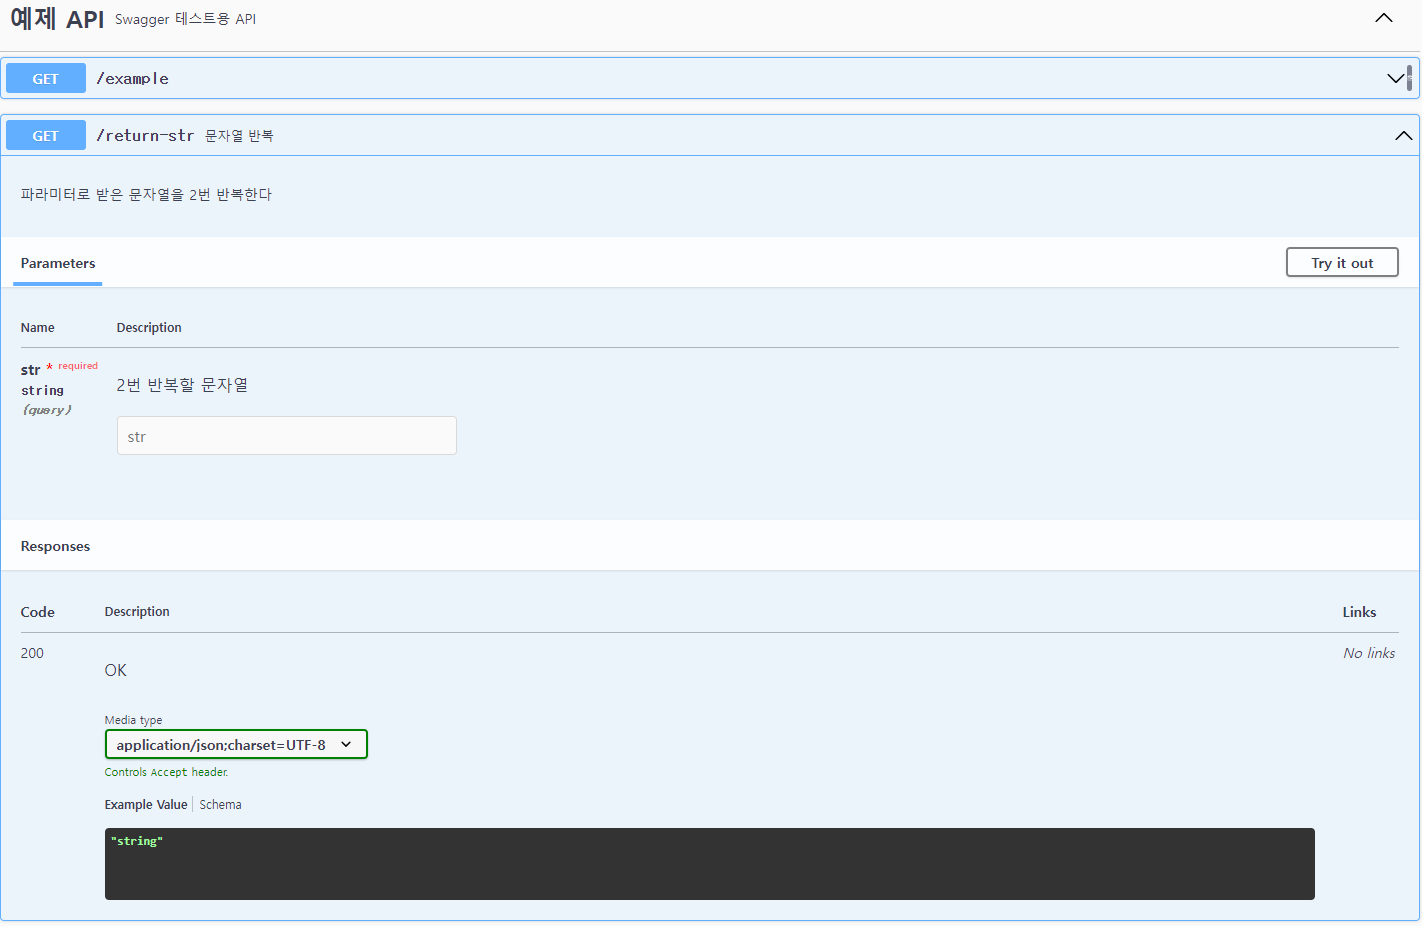 예제 API Swagger 테스트용 API
GET /example
GET /return-str 문자열 반복
파라미터로 받은 문자열을 2번 반복한다
Parameters Try it out
Name Description
str * required
string
(query)
2번 반복할 문자열
str
Responses
Code Description Links
200 No links
OK
Media type
application/json;charset=UTF-8
Controls Accept header.
Example Value Schema
"string"